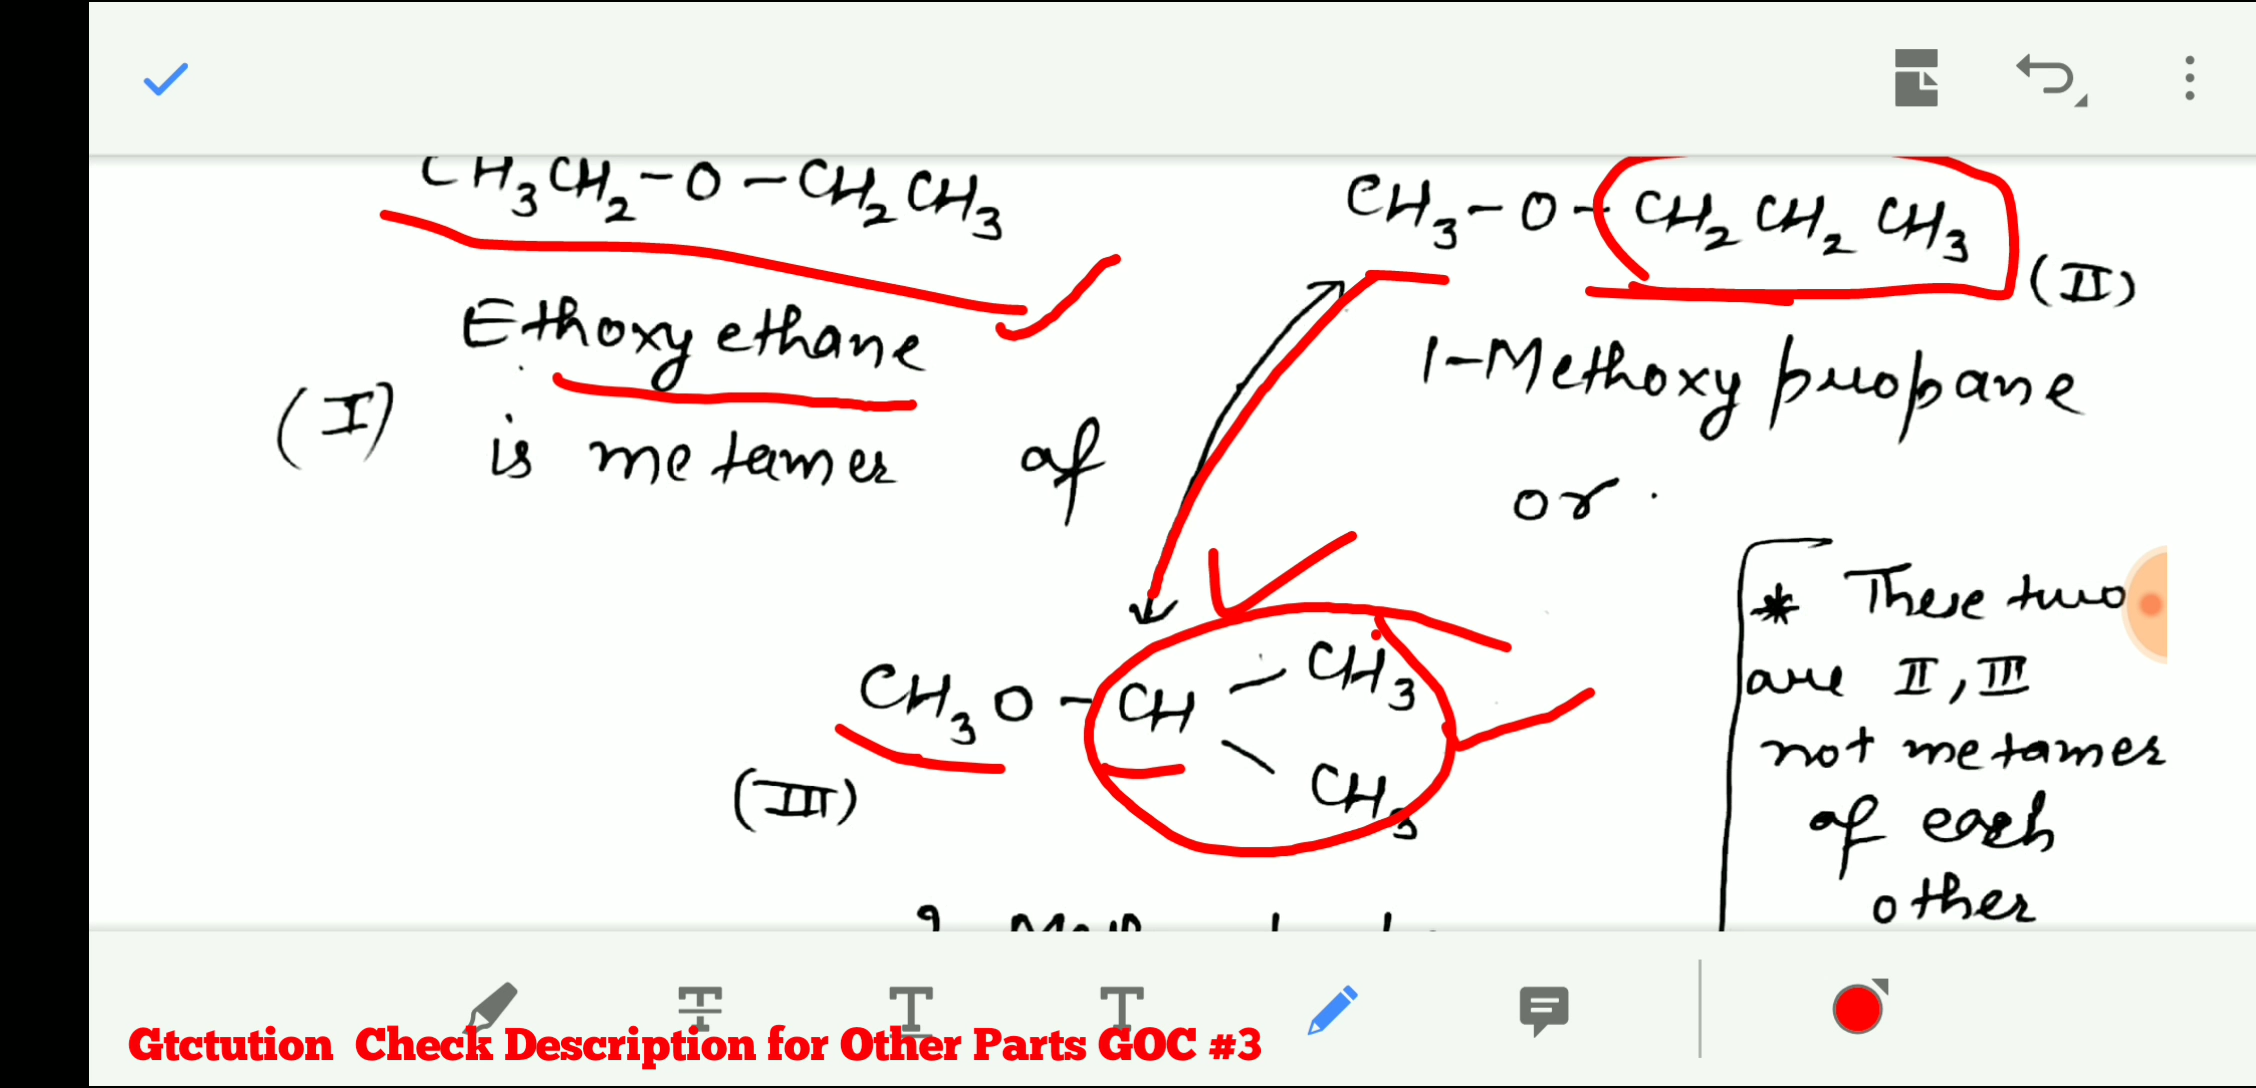 CH3CH2-O-CH2CH3
Ethoxy ethane
(I) is metamer of
CH3-O-CH2CH2CH3
(II)
1-Methoxy propane
or
CH3O-CH-CH3
CH3
(III)
* These two
are II, III
not metamer
of each
other
Gtctution Check Description for Other Parts GOC #3